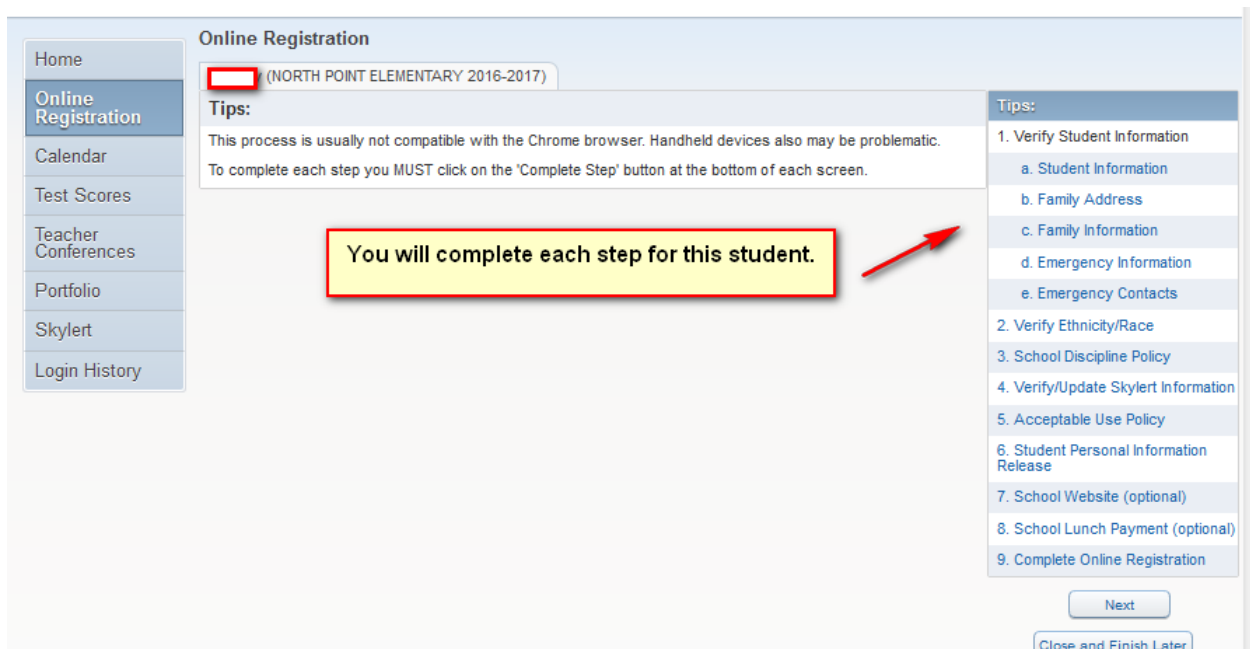 Online Registration
Home
Online
Registration
Calendar
Test Scores
Teacher
Conferences
Portfolio
Skylert
Login History
(NORTH POINT ELEMENTARY 2016-2017)
Tips:
This process is usually not compatible with the Chrome browser. Handheld devices also may be problematic.
To complete each step you MUST click on the 'Complete Step' button at the bottom of each screen.
You will complete each step for this student.
Tips:
1. Verify Student Information
a. Student Information
b. Family Address
c. Family Information
d. Emergency Information
e. Emergency Contacts
2. Verify Ethnicity/Race
3. School Discipline Policy
4. Verify/Update Skylert Information
5. Acceptable Use Policy
6. Student Personal Information
Release
7. School Website (optional)
8. School Lunch Payment (optional)
9. Complete Online Registration
Next
Close and Finish Later